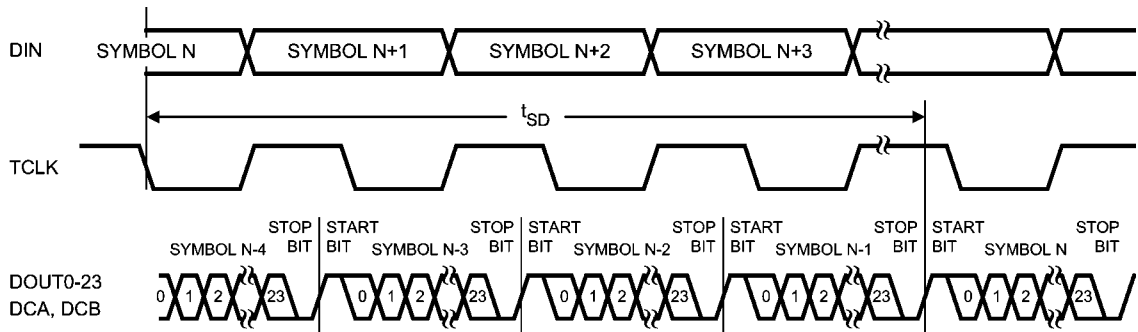 DIN SYMBOL N SYMBOL N+1 SYMBOL N+2 SYMBOL N+3
tSD
TCLK
STOP BIT START BIT STOP BIT START BIT STOP BIT START BIT STOP BIT START BIT STOP BIT
SYMBOL N-4 SYMBOL N-3 SYMBOL N-2 SYMBOL N-1 SYMBOL N
DOUT0-23
DCA, DCB
0 1 2 23 0 1 2 23 0 1 2 23 0 1 2 23 0 1 2 23